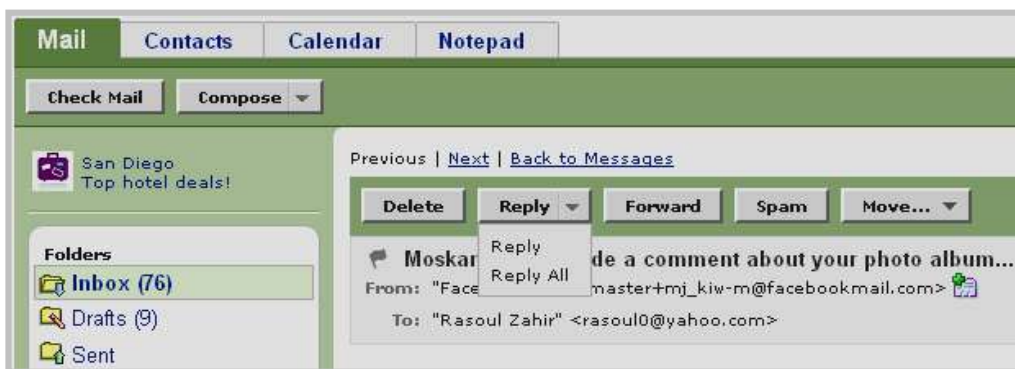 Mail Contacts Calendar Notepad
Check Mail Compose
San Diego
Top hotel deals!
Previous | Next | Back to Messages
Delete Reply Forward Spam Move...
Reply
Reply All
Folders
Inbox (76)
Drafts (9)
Sent
Moskar de a comment about your photo album...
From: "Face master+mj_kiw-m@facebookmail.com>
To: "Rasoul Zahir" <rasoul0@yahoo.com>